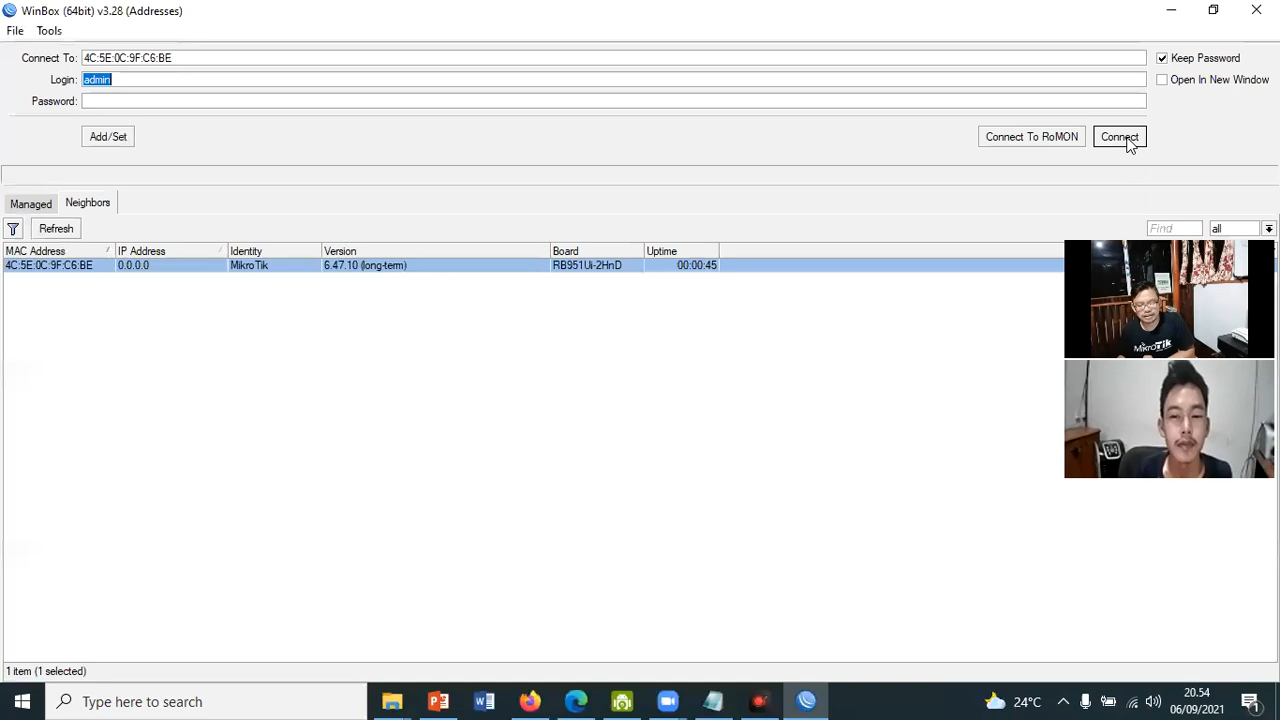 WinBox (64bit) v3.28 (Addresses)
File Tools
Connect To: 4C:5E:0C:9F:C6:BE
Keep Password
Login: admin
Open In New Window
Password:
Add/Set
Connect To RoMON
Connect
Managed
Neighbors
Refresh
Find
all
MAC Address IP Address Identity Version Board Uptime
4C:5E:0C:9F:C6:BE 0.0.0.0 MikroTik 6.47.10 (long-term) RB951Ui-2HnD 00:00:45
MikroTik
1 item (1 selected)
Type here to search
24°C
20.54
06/09/2021
1